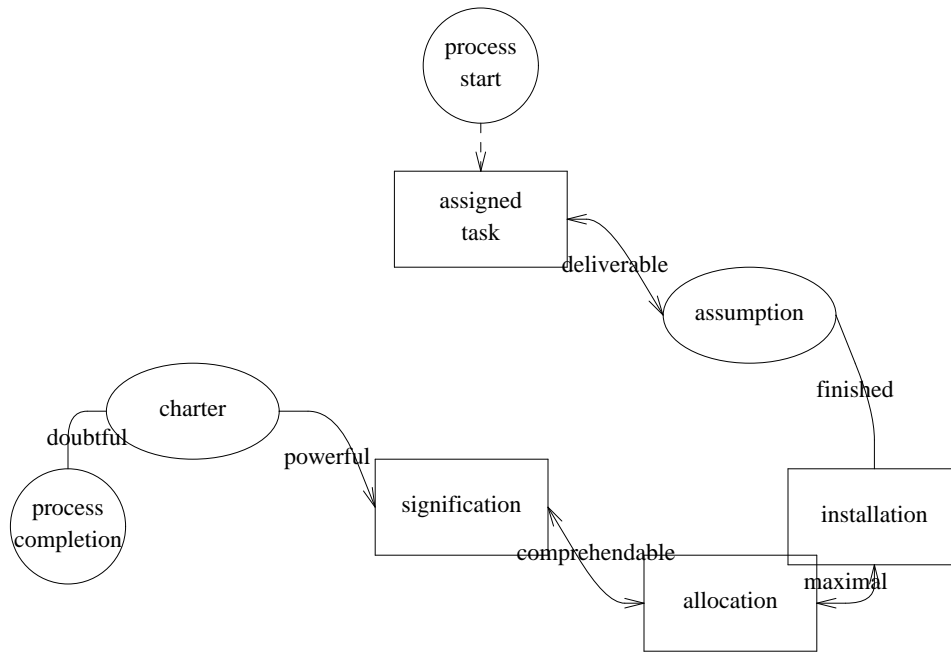 process
start
assigned
task
deliverable
assumption
finished
charter
doubtful
powerful
process
completion
signification
comprehendable
installation
maximal
allocation